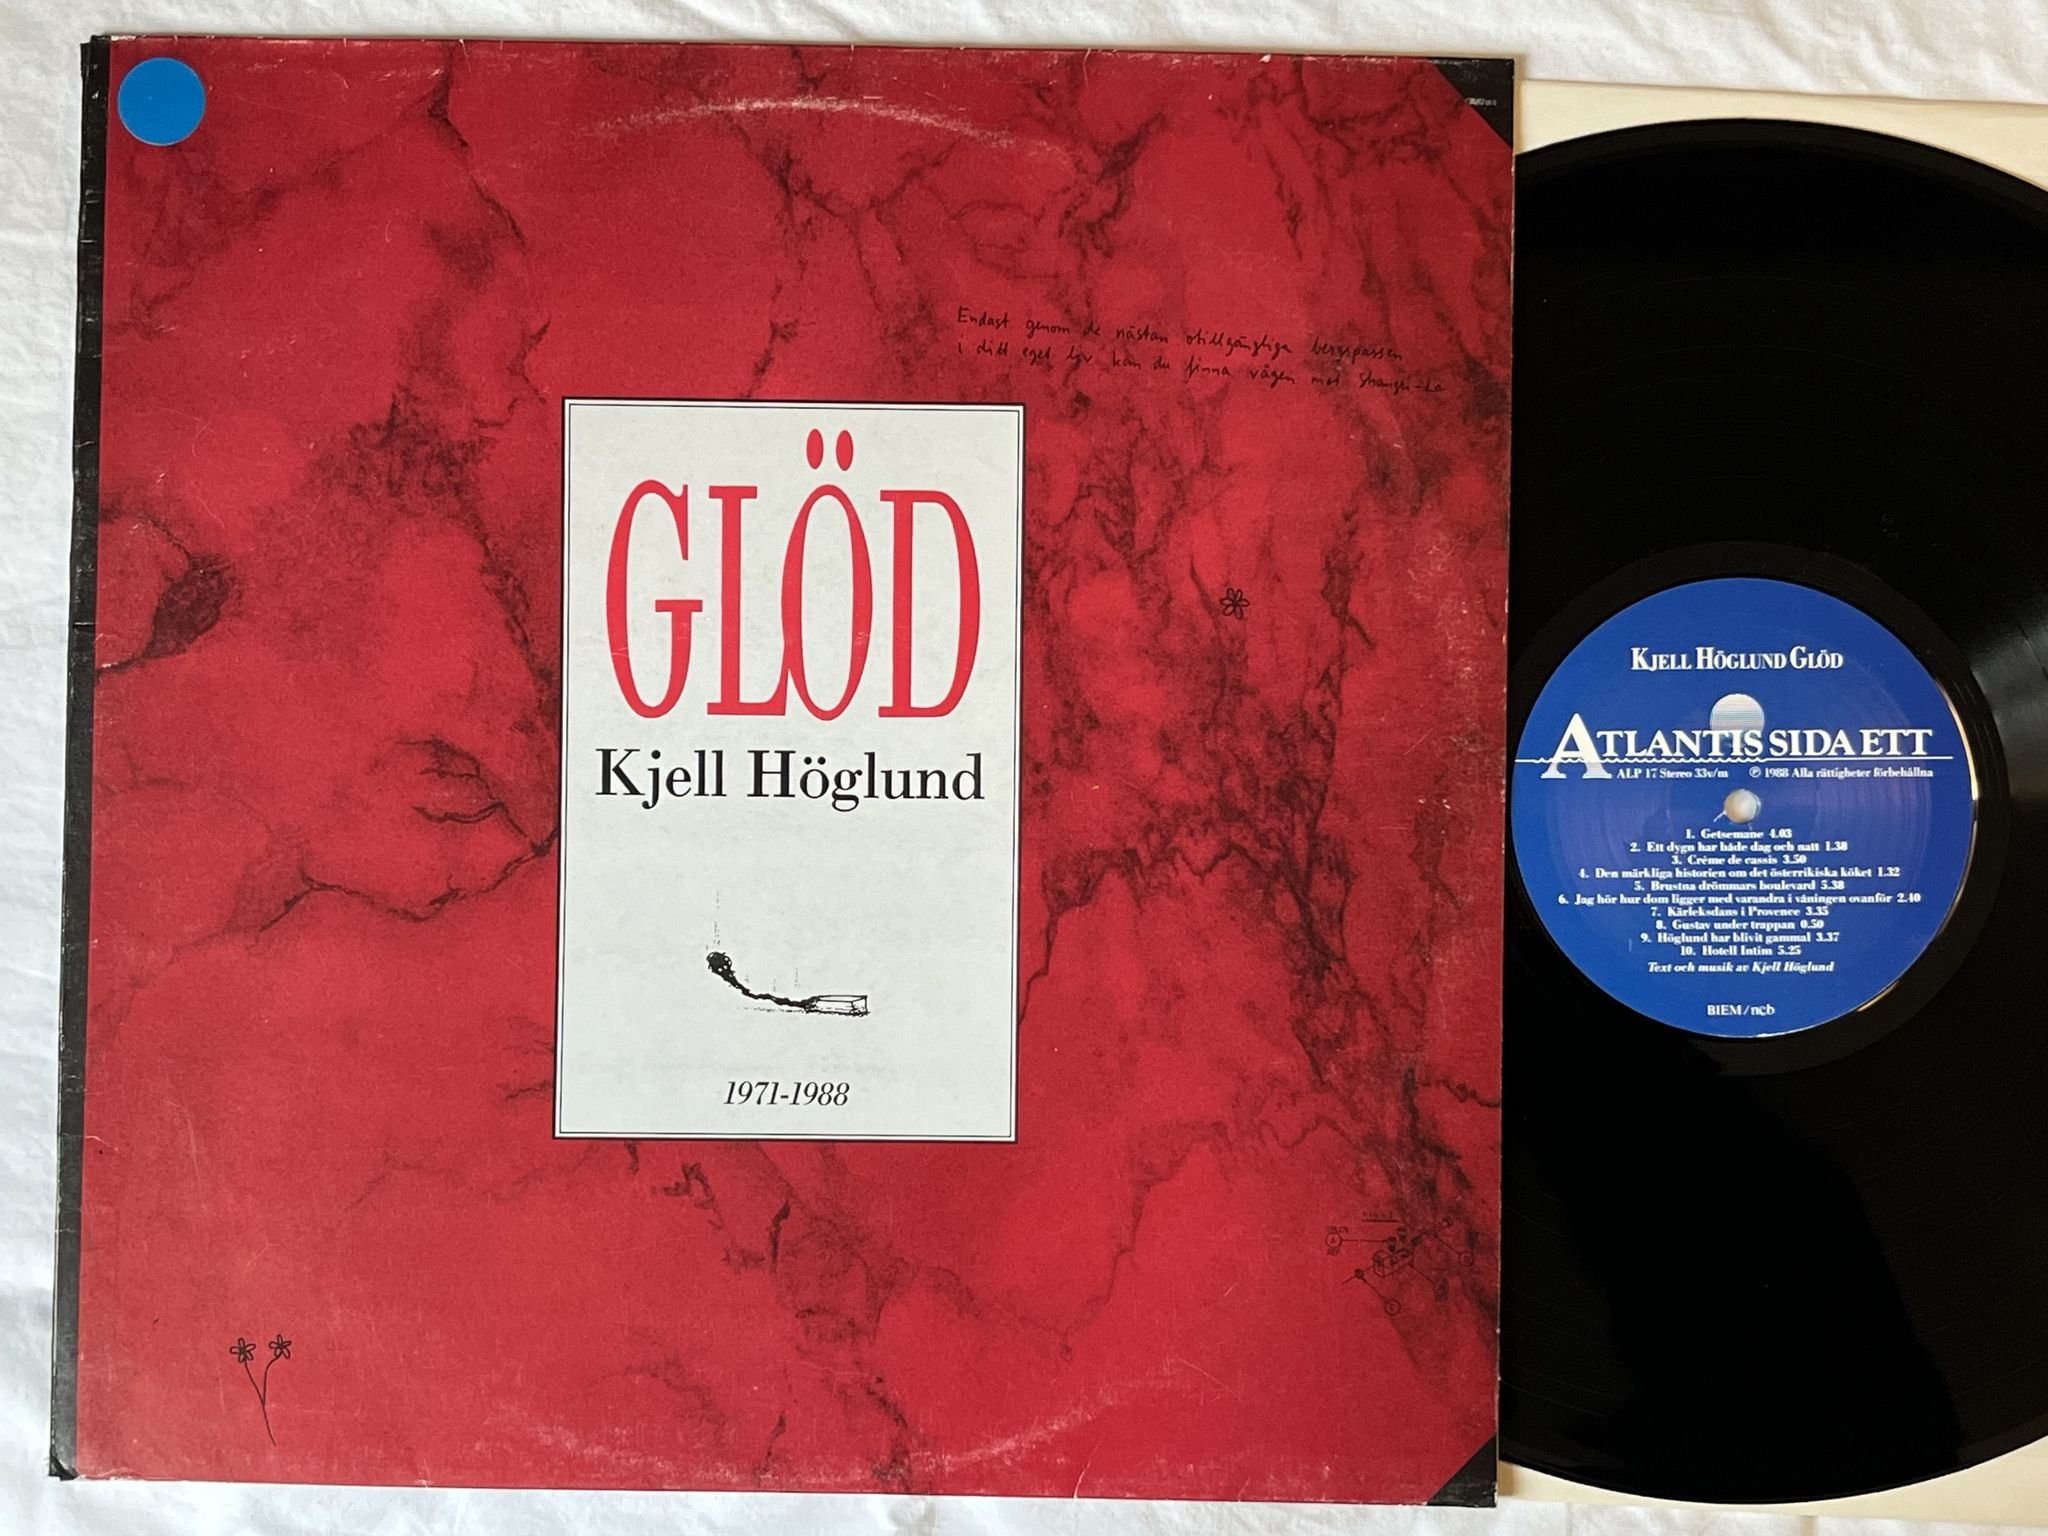 Endast genom de nästan otillgängliga bergspassen
i ditt eget liv kan du finna vägen mot Shangri-La
GLÖD
Kjell Höglund
1971-1988
KJELL HÖGLUND GLÖD
ATLANTIS SIDA ETT
ALP 17 Stereo 33v/m ℗ 1988 Alla rättigheter förbehållna
1. Getsemane 4.03
2. Ett dygn har både dag och natt 1.38
3. Créme de cassis 3.50
4. Den märkliga historien om det österrikiska köket 1.32
5. Brustna drömmars boulevard 5.38
6. Jag hör hur dom ligger med varandra i våningen ovanför 2.40
7. Kärleksdans i Provence 3.35
8. Gustav under trappan 0.50
9. Höglund har blivit gammal 3.37
10. Hotell Intim 5.25
Text och musik av Kjell Höglund
BIEM/ncb